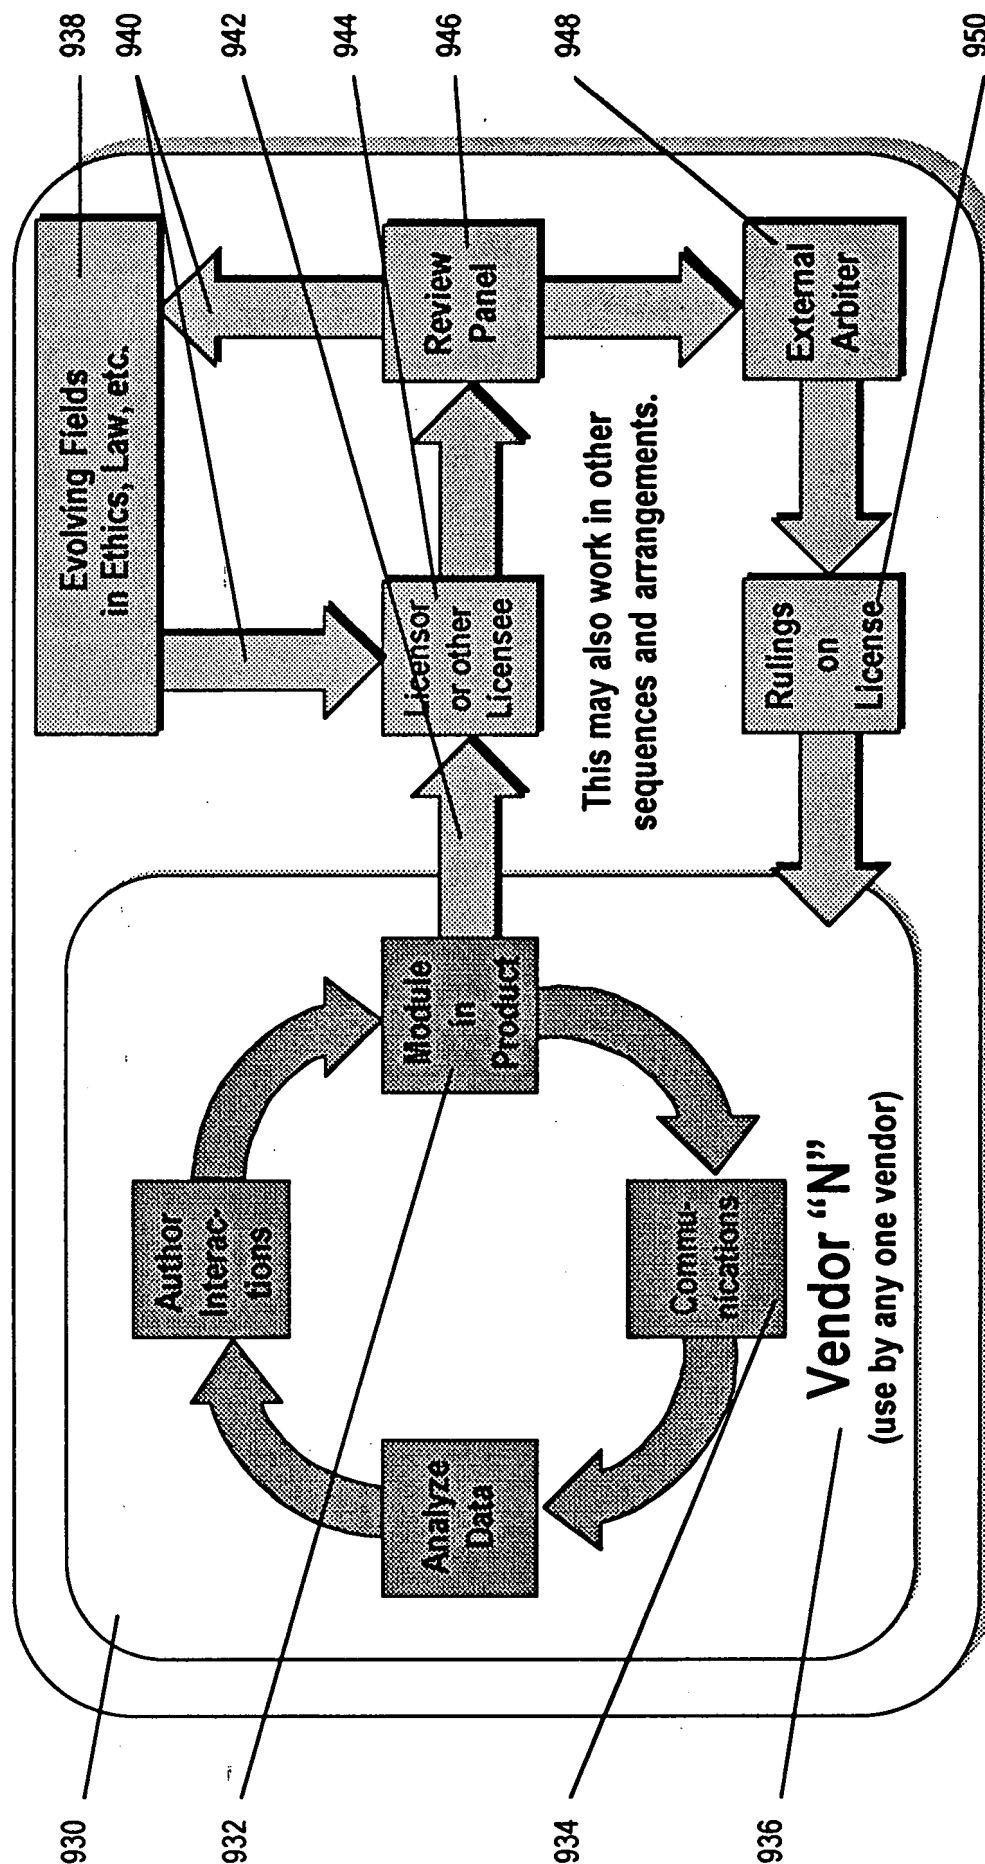 938
940
942
944
946
948
950
Evolving Fields
in Ethics, Law, etc.
Licensor
or other
Licensee
Review
Panel
External
Arbiter
Rulings
on
License
This may also work in other
sequences and arrangements.
Author
Interac-
tions
Module
in
Product
Commu-
nications
Analyze
Data
Vendor “N”
(use by any one vendor)
930
932
934
936